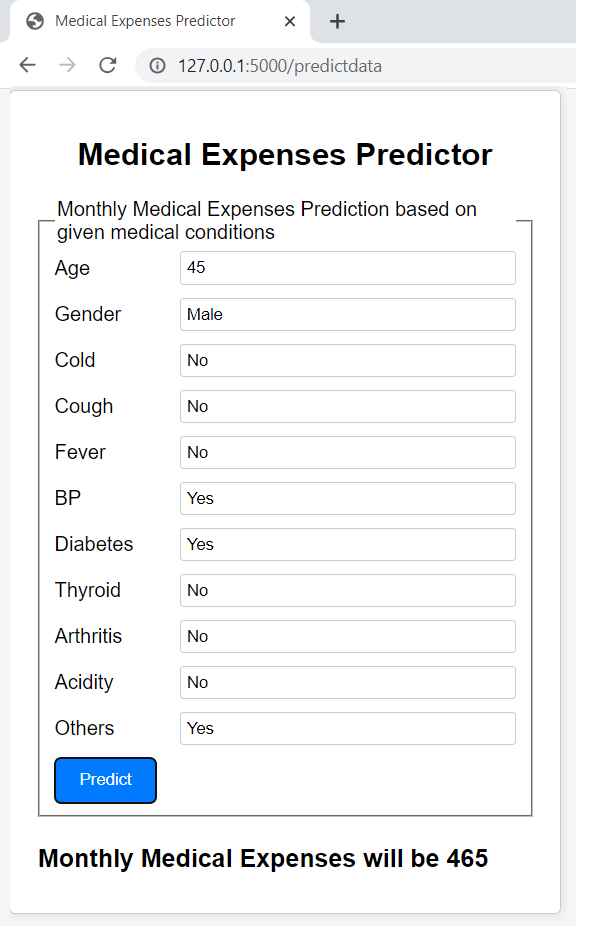 Medical Expenses Predictor
127.0.0.1:5000/predictdata
Medical Expenses Predictor
Monthly Medical Expenses Prediction based on
given medical conditions
Age 45
Gender Male
Cold No
Cough No
Fever No
BP Yes
Diabetes Yes
Thyroid No
Arthritis No
Acidity No
Others Yes
Predict
Monthly Medical Expenses will be 465